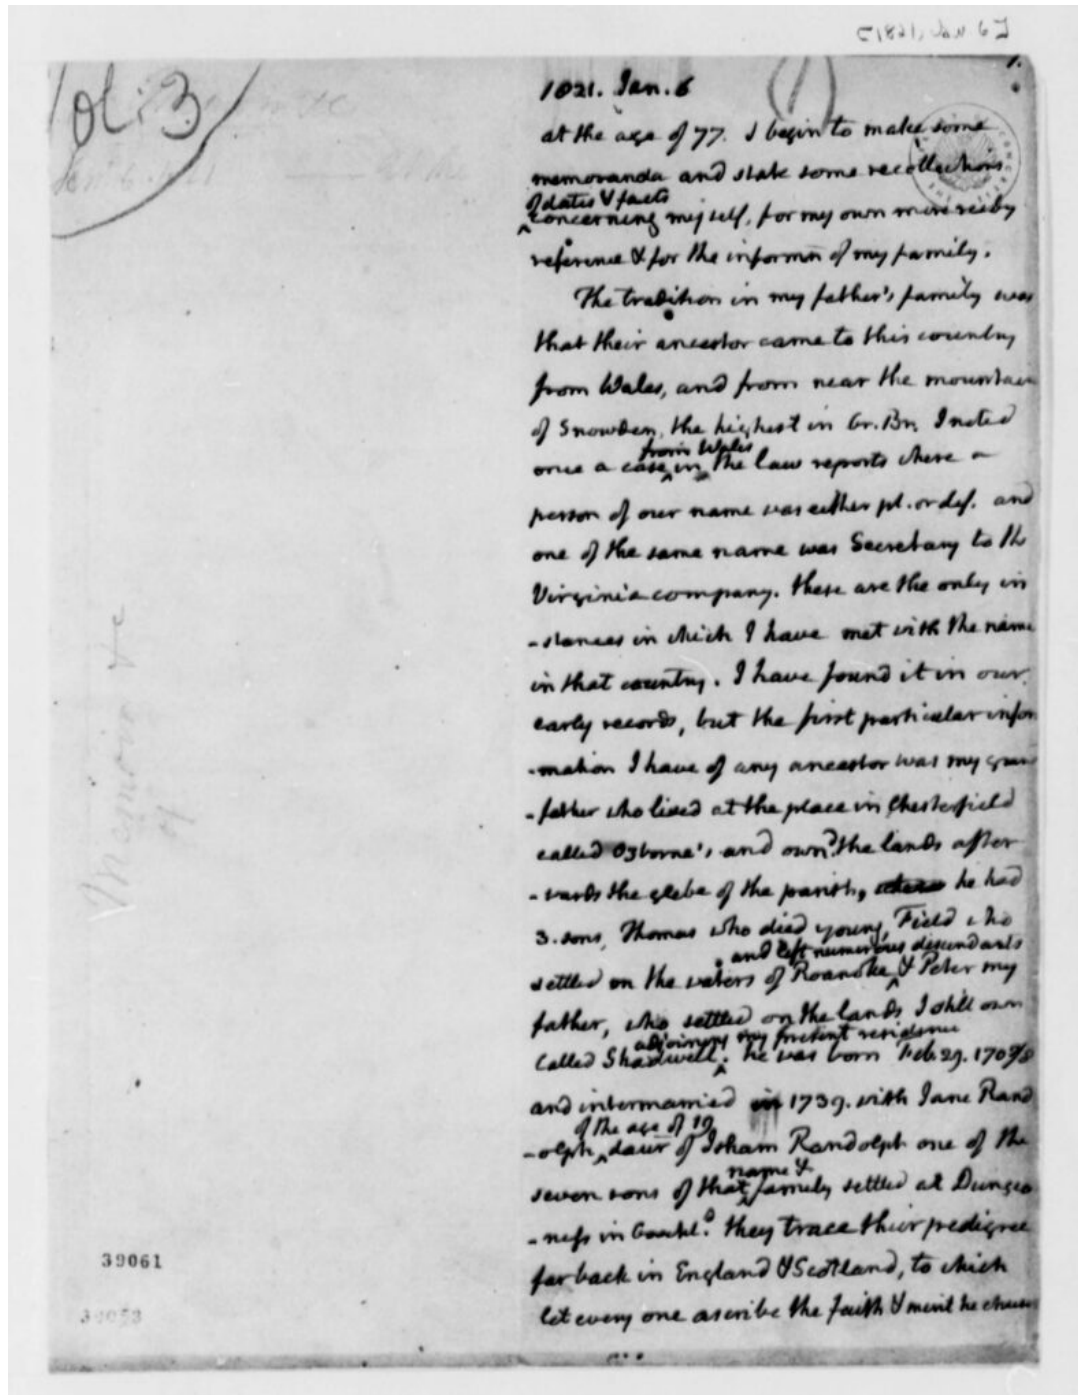 1821. Jan. 6
at the age of 77. I begin to make some
memoranda and state some recollections
of dates & facts
concerning myself, for my own more ready
reference & for the informn of my family.
The tradition in my father's family was
that their ancestor came to this country
from Wales, and from near the mountain
of Snowden, the highest in Gr. Br. I noted
from Wales
once a case in the law reports where a
person of our name was either pl. or def. and
one of the same name was Secretary to the
Virginia company. these are the only in
-stances in which I have met with the name
in that country. I have found it in our
early records, but the first particular infor
-mation I have of any ancestor was my grand
-father who lived at the place in Chesterfield
called Ozborne's and ownd. the lands after
-wards the glebe of the parish, he had
3. sons, Thomas who died young, Field who
and left numerous descendants
settled on the waters of Roanoke & Peter my
father, who settled on the lands I still own
adjoining my present residence
called Shadwell. he was born Feb. 29. 1707/8
and intermarried in 1739. with Jane Rand
of the age of 19
-olph, daur of Isham Randolph one of the
name &
seven sons of that family settled at Dungeo
-ness in Goochld. they trace their pedigree
far back in England & Scotland, to which
let every one ascribe the faith & merit he chuses
39061